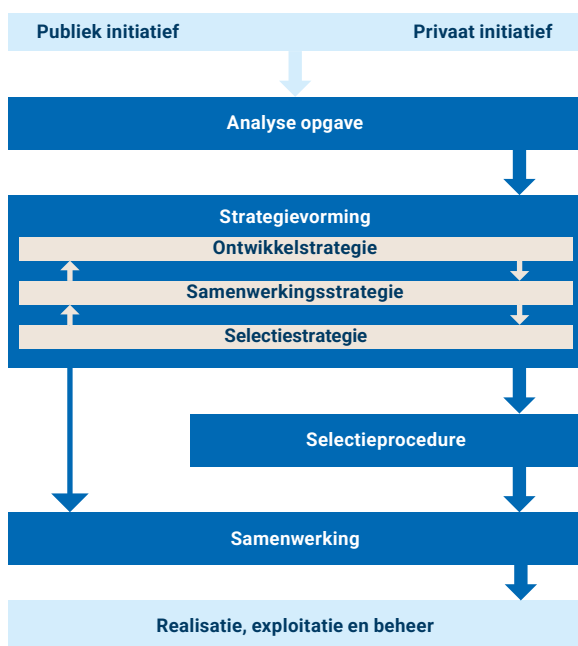 Publiek initiatief Privaat initiatief
Analyse opgave
Strategievorming
Ontwikkelstrategie
Samenwerkingsstrategie
Selectiestrategie
Selectieprocedure
Samenwerking
Realisatie, exploitatie en beheer